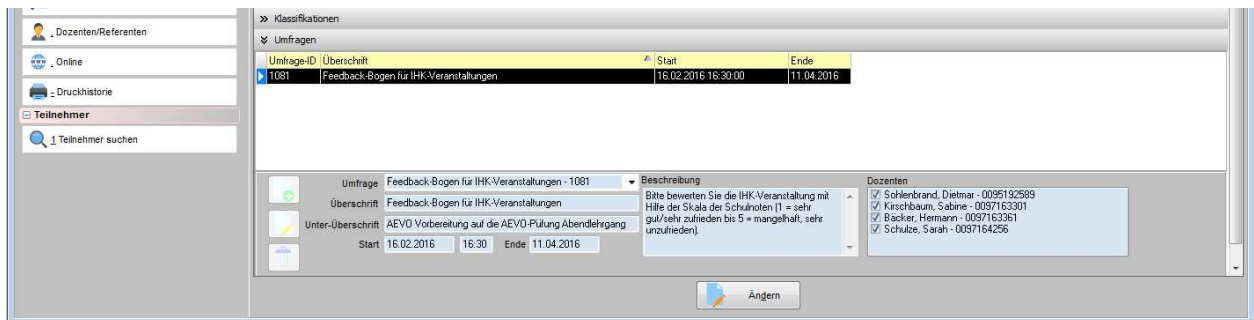 Klassifikationen
. Dozenten/Referenten
Umfragen
. Online
Umfrage-ID Überschrift Start Ende
1081 Feedback-Bogen für IHK-Veranstaltungen 16.02.2016 16:30:00 11.04.2016
- Druckhistorie
Teilnehmer
1 Teilnehmer suchen
Umfrage Feedback-Bogen für IHK-Veranstaltungen - 1081
Überschrift Feedback-Bogen für IHK-Veranstaltungen
Unter-Überschrift AEVO Vorbereitung auf die AEVO-Püfung Abendlehrgang
Start 16.02.2016 16:30 Ende 11.04.2016
Beschreibung
Bitte bewerten Sie die IHK-Veranstaltung mit
Hilfe der Skala der Schulnoten (1 = sehr
gut/sehr zufrieden bis 5 = mangelhaft, sehr
unzufrieden).
Dozenten
Sohlenbrand, Dietmar - 0095192589
Kirschbaum, Sabine - 0097163301
Bäcker, Hermann - 0097163361
Schulze, Sarah - 0097164256
Ändern